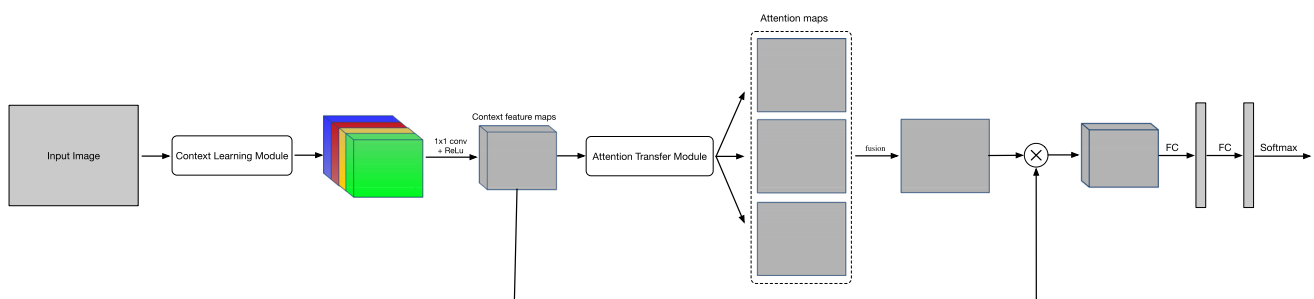 Attention maps
Input Image
Context Learning Module
1x1 conv
+ ReLu
Context feature maps
Attention Transfer Module
fusion
FC
FC
Softmax